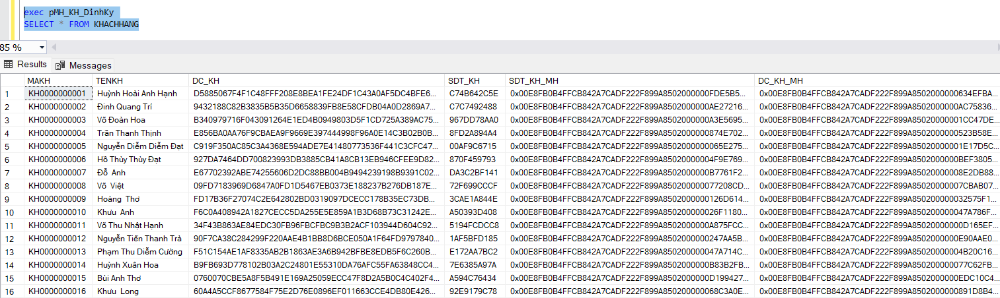 exec pMH_KH_DinhKy
SELECT * FROM KHACHHANG
85 %
Results Messages
MAKH TENKH DC_KH SDT_KH SDT_KH_MH DC_KH_MH
1 KH0000000001 Huỳnh Hoài Anh Hạnh D5885067F4F1C48FFF208E8BEA1FE24DF1C43A0AF5DC4BFE6... C74B642C5E 0x00E8FB0B4FFCB842A7CADF222F899A8502000000FDE5B5... 0x00E8FB0B4FFCB842A7CADF222F899A8502000000634EFBA...
2 KH0000000002 Đinh Quang Trí 9432188C82B3835B5B35D6658839FB8E58CFDB04A0D2869A7... C7C7492488 0x00E8FB0B4FFCB842A7CADF222F899A8502000000AE27216... 0x00E8FB0B4FFCB842A7CADF222F899A8502000000AC75836...
3 KH0000000003 Võ Đoàn Hoa B340979716F043091264E1ED4B0949803D5F1CD725A389AC75... 967DD78AA0 0x00E8FB0B4FFCB842A7CADF222F899A8502000000A3E5695... 0x00E8FB0B4FFCB842A7CADF222F899A85020000001CC47DE...
4 KH0000000004 Trần Thanh Thịnh E856BA0AA76F9CBAEA9F9669E397444998F96A0E14C3B02B0B... 8FD2A894A4 0x00E8FB0B4FFCB842A7CADF222F899A8502000000874E702... 0x00E8FB0B4FFCB842A7CADF222F899A8502000000523B58E...
5 KH0000000005 Nguyễn Diễm Diễm Đạt C919F350AC85C3A4368E594ADE7E41480773536F441C3CFC47... 00AF9C6715 0x00E8FB0B4FFCB842A7CADF222F899A850200000065E275... 0x00E8FB0B4FFCB842A7CADF222F899A85020000001E17D5C...
6 KH0000000006 Hồ Thủy Thủy Đạt 927DA7464DD700823993DB3885CB41A8CB13EB946CFEE9D82... 870F459793 0x00E8FB0B4FFCB842A7CADF222F899A85020000004F9E769... 0x00E8FB0B4FFCB842A7CADF222F899A8502000000BEF3805...
7 KH0000000007 Đỗ Anh E67702392ABE74255606D2DC88BB004B9494239198B9391C02... DA3C2BF141 0x00E8FB0B4FFCB842A7CADF222F899A8502000000B7761F2... 0x00E8FB0B4FFCB842A7CADF222F899A85020000008E2DB88...
8 KH0000000008 Võ Việt 09FD7183969D6847A0FD1D5467EB0373E188237B276DB187E... 72F699CCCF 0x00E8FB0B4FFCB842A7CADF222F899A850200000077208CD... 0x00E8FB0B4FFCB842A7CADF222F899A85020000007CBAB07...
9 KH0000000009 Hoàng Thơ FD17B36F27074C2E642802BD0319097DCECC178B35EC73DB... 3CAE1A844E 0x00E8FB0B4FFCB842A7CADF222F899A8502000000126D614... 0x00E8FB0B4FFCB842A7CADF222F899A850200000032575F1...
10 KH0000000010 Khưu Anh F6C0A408942A1827CECC5DA255E5E859A1B3D68B73C31242E... A50393D408 0x00E8FB0B4FFCB842A7CADF222F899A850200000026F1180... 0x00E8FB0B4FFCB842A7CADF222F899A850200000047A786F...
11 KH0000000011 Võ Thu Nhật Hạnh 34F43B863AE84EDC30FB96FBCFBC9B3B2ACF103944D604C92... 5194FCDCC8 0x00E8FB0B4FFCB842A7CADF222F899A8502000000A875FCC... 0x00E8FB0B4FFCB842A7CADF222F899A8502000000D165EF...
12 KH0000000012 Nguyễn Tiến Thanh Trà 90F7CA38C284299F220AAE4B1BB8D6BCE050A1F64FD9797840... 1AF5BFD185 0x00E8FB0B4FFCB842A7CADF222F899A8502000000247AA5B... 0x00E8FB0B4FFCB842A7CADF222F899A8502000000E90AAE0...
13 KH0000000013 Phạm Thu Diễm Cường F51C154AE1AF8335AB2B1863AE3A6B942BFBE8EDB5F6C260B... E172AA7BC2 0x00E8FB0B4FFCB842A7CADF222F899A850200000047A714C... 0x00E8FB0B4FFCB842A7CADF222F899A85020000004B20C16...
14 KH0000000014 Huỳnh Xuân Hoa B9FB693D778102B03A2C24801E55310DA76AFC55FA63848CC4... 7E6385A97A 0x00E8FB0B4FFCB842A7CADF222F899A8502000000B83B2FB... 0x00E8FB0B4FFCB842A7CADF222F899A850200000077C62FB...
15 KH0000000015 Bùi Anh Thơ 0760070CBE5A8F5B491E169A25059ECC47F8D2A5B0C4C402F4... A594C76434 0x00E8FB0B4FFCB842A7CADF222F899A8502000000D199427... 0x00E8FB0B4FFCB842A7CADF222F899A8502000000EDC10C4...
16 KH0000000016 Khưu Long 60A4A5CCF8677584F75E2D76E0896EF011663CCE4DB80E426... 92E9179C78 0x00E8FB0B4FFCB842A7CADF222F899A850200000068C3A0E... 0x00E8FB0B4FFCB842A7CADF222F899A8502000000891D8B4...